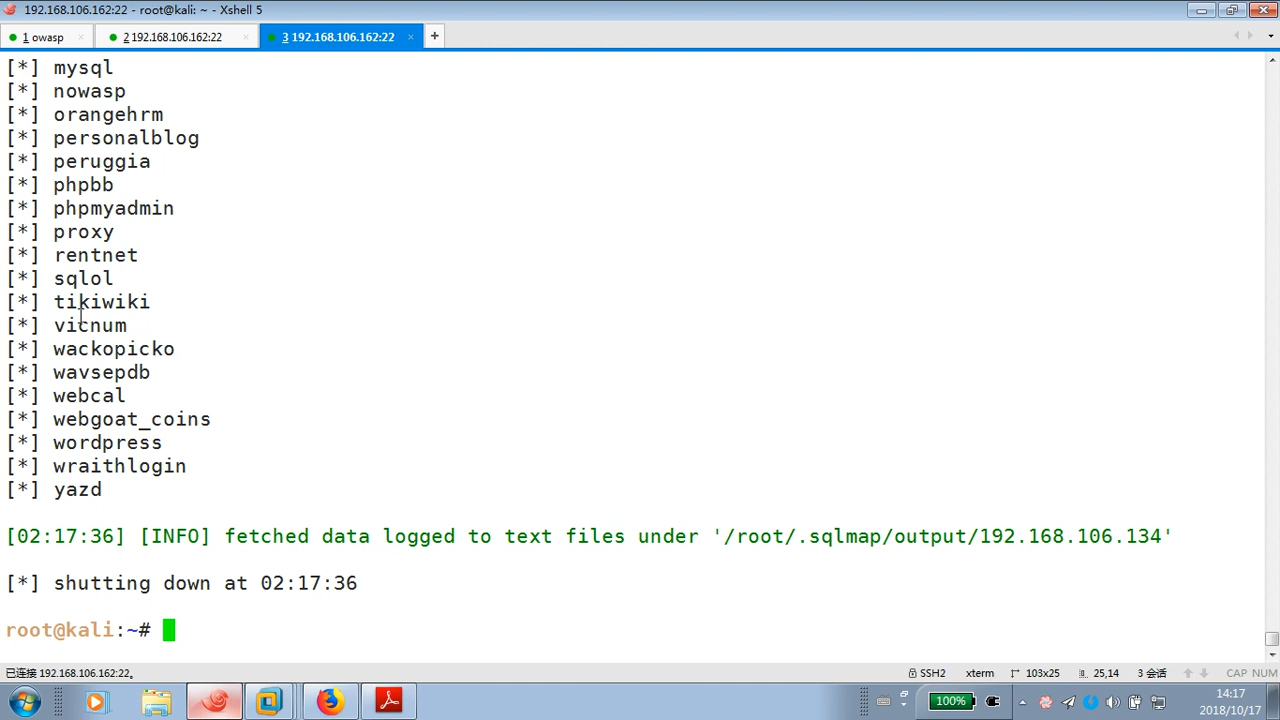 192.168.106.162:22 - root@kali: ~ - Xshell 5
1 owasp × 2 192.168.106.162:22 × 3 192.168.106.162:22 × +
[*] mysql
[*] nowasp
[*] orangehrm
[*] personalblog
[*] peruggia
[*] phpbb
[*] phpmyadmin
[*] proxy
[*] rentnet
[*] sqlol
[*] tikiwiki
[*] vicnum
[*] wackopicko
[*] wavsepdb
[*] webcal
[*] webgoat_coins
[*] wordpress
[*] wraithlogin
[*] yazd
[02:17:36] [INFO] fetched data logged to text files under '/root/.sqlmap/output/192.168.106.134'
[*] shutting down at 02:17:36
root@kali:~#
已连接 192.168.106.162:22。 SSH2 xterm 103x25 25,14 3 会话 CAP NUM
100% 14:17
2018/10/17